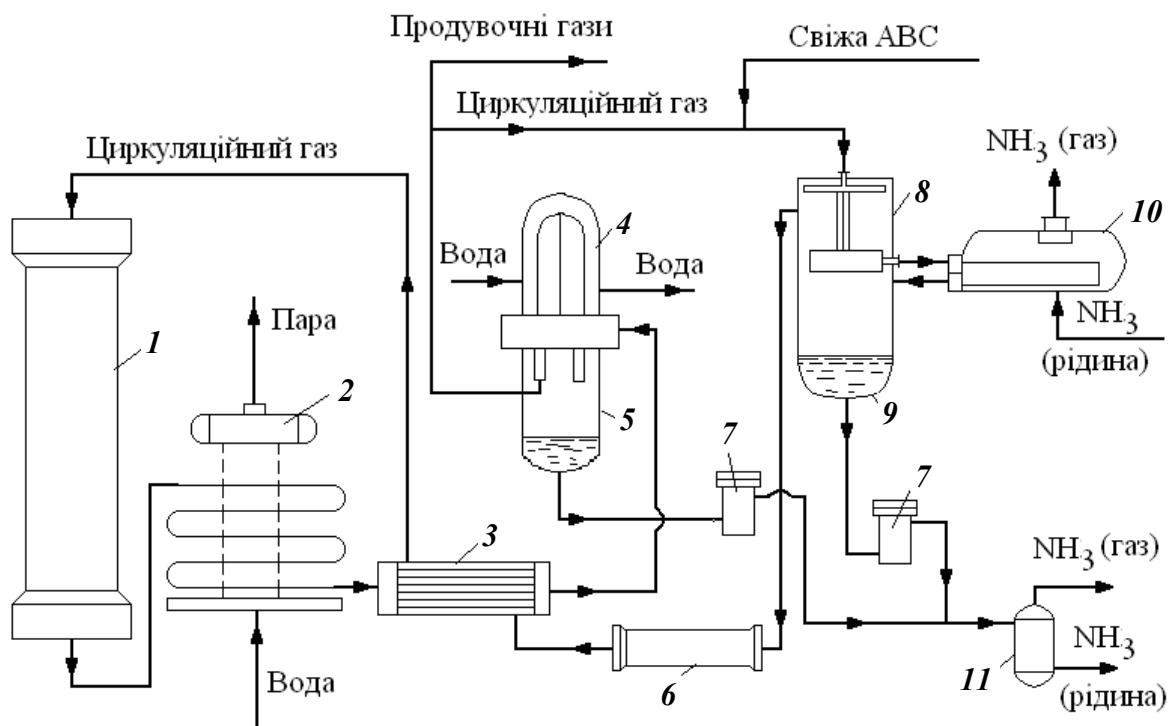 Продувочні гази
Свіжа АВС
Циркуляційний газ
Циркуляційний газ
NH3 (газ)
8
10
4
Вода
Вода
Пара
1
NH3
(рідина)
2
9
5
7
7
3
NH3 (газ)
NH3
(рідина)
6
11
Вода